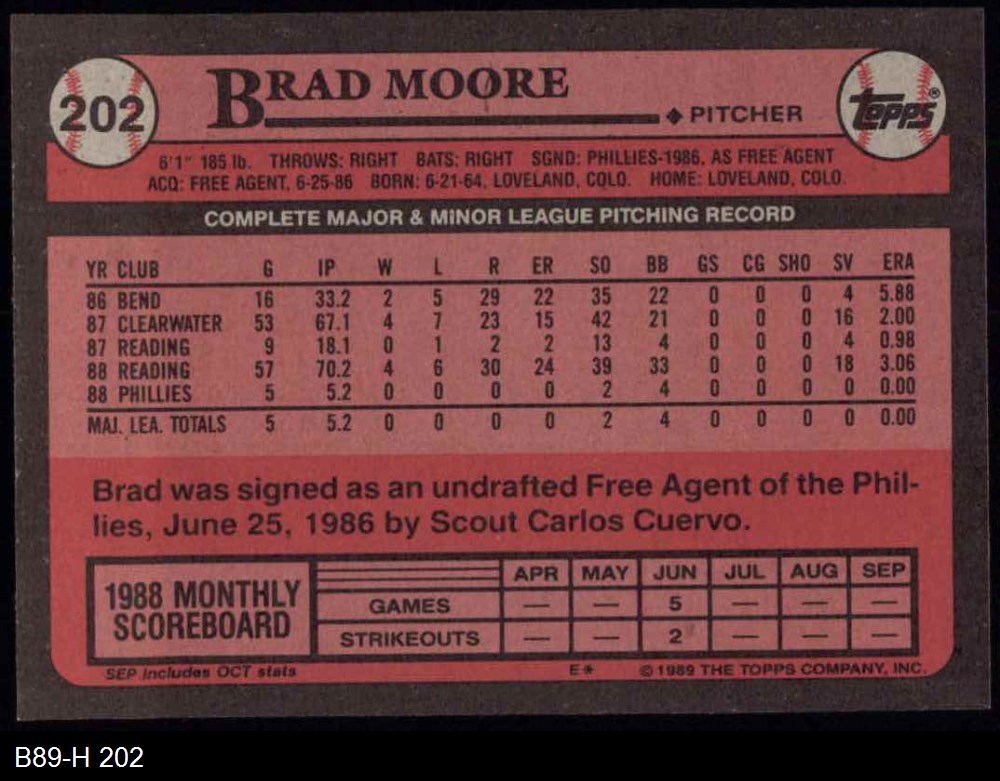 202
BRAD MOORE
◆ PITCHER
Topps®
6'1" 185 lb. THROWS: RIGHT BATS: RIGHT SGND: PHILLIES-1986, AS FREE AGENT
ACQ: FREE AGENT, 6-25-86 BORN: 6-21-64, LOVELAND, COLO. HOME: LOVELAND, COLO.
COMPLETE MAJOR & MINOR LEAGUE PITCHING RECORD
YR CLUB G IP W L R ER SO BB GS CG SHO SV ERA
86 BEND 16 33.2 2 5 29 22 35 22 0 0 0 4 5.88
87 CLEARWATER 53 67.1 4 7 23 15 42 21 0 0 0 16 2.00
87 READING 9 18.1 0 1 2 2 13 4 0 0 0 4 0.98
88 READING 57 70.2 4 6 30 24 39 33 0 0 0 18 3.06
88 PHILLIES 5 5.2 0 0 0 0 2 4 0 0 0 0 0.00
MAJ. LEA. TOTALS 5 5.2 0 0 0 0 2 4 0 0 0 0 0.00
Brad was signed as an undrafted Free Agent of the Phil-
lies, June 25, 1986 by Scout Carlos Cuervo.
1988 MONTHLY
SCOREBOARD
APR MAY JUN JUL AUG SEP
GAMES — — 5 — — —
STRIKEOUTS — — 2 — — —
SEP Includes OCT stats E* © 1989 THE TOPPS COMPANY, INC.
B89-H 202